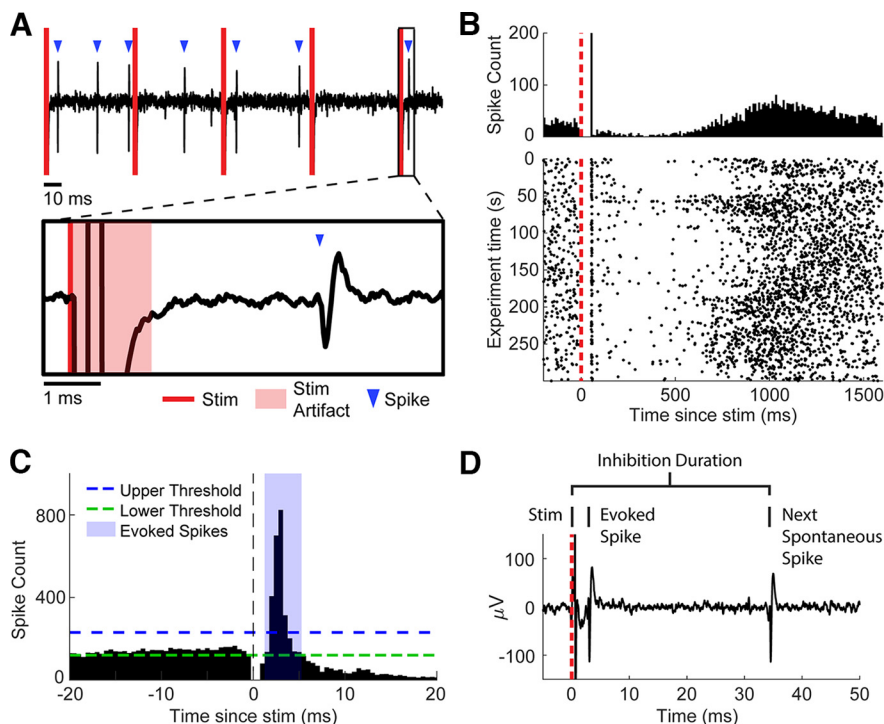 A
10 ms
1 ms
Stim
Stim
Artifact
Spike
B
Spike Count
200
100
0
Experiment time (s)
0
50
100
150
200
250
0 500 1000 1500
Time since stim (ms)
C
Upper Threshold
Lower Threshold
Evoked Spikes
Spike Count
800
400
0
-20 -10 0 10 20
Time since stim (ms)
D
Inhibition Duration
Stim
Evoked
Spike
Next
Spontaneous
Spike
μV
100
0
-100
0 10 20 30 40 50
Time (ms)